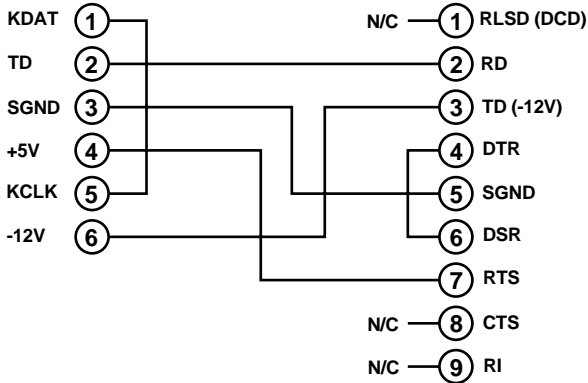 KDAT 1 N/C 1 RLSD (DCD)
TD 2 2 RD
SGND 3 3 TD (-12V)
+5V 4 4 DTR
KCLK 5 5 SGND
-12V 6 6 DSR
7 RTS
N/C 8 CTS
N/C 9 RI